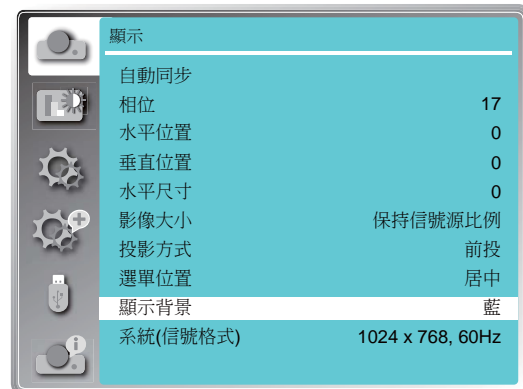 顯示
自動同步
相位 17
水平位置 0
垂直位置 0
水平尺寸 0
影像大小 保持信號源比例
投影方式 前投
選單位置 居中
顯示背景 藍
系統(信號格式) 1024 x 768, 60Hz